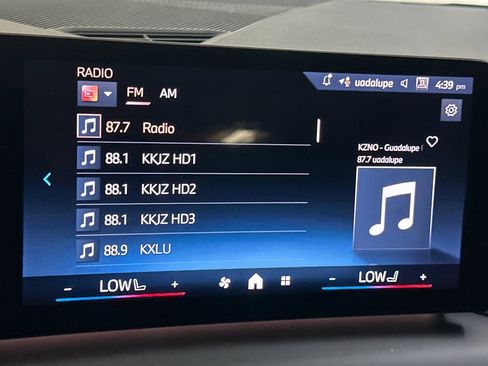 RADIO
FM AM
uadalupe 4:39 pm
87.7 Radio
88.1 KKJZ HD1
88.1 KKJZ HD2
88.1 KKJZ HD3
88.9 KXLU
KZNO - Guadalupe
87.7 uadalupe
- LOW +
- LOW +